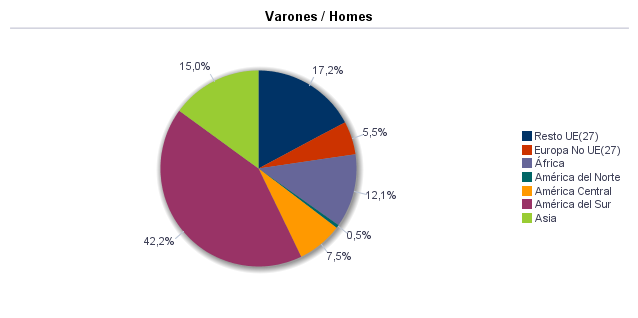 Varones / Homes
15,0%
17,2%
5,5%
12,1%
0,5%
7,5%
42,2%
Resto UE(27)
Europa No UE(27)
África
América del Norte
América Central
América del Sur
Asia